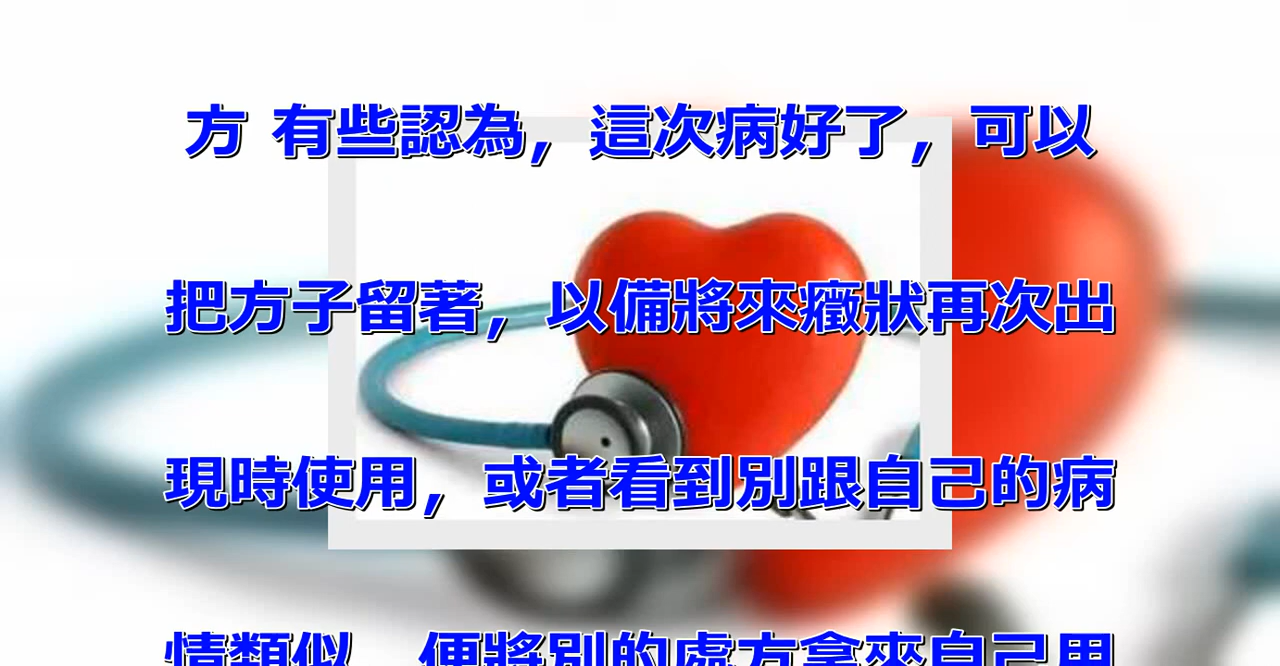 方 有些認為，這次病好了，可以
把方子留著，以備將來癥狀再次出
現時使用，或者看到別跟自己的病
情類似，便將別的處方拿來自己用